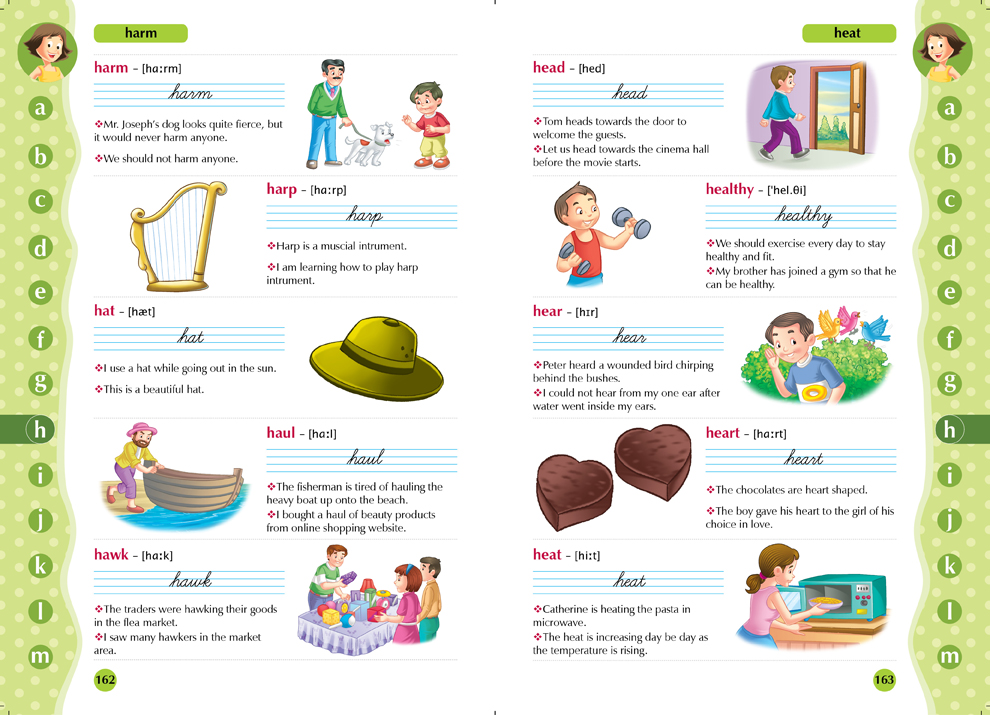 harm
a
b
c
d
e
f
g
h
i
j
k
l
m
harm – [hɑːrm]
harm
❖Mr. Joseph's dog looks quite fierce, but
it would never harm anyone.
❖We should not harm anyone.
harp – [hɑːrp]
harp
❖Harp is a muscial intrument.
❖I am learning how to play harp
intrument.
hat – [hæt]
hat
❖I use a hat while going out in the sun.
❖This is a beautiful hat.
haul – [hɑːl]
haul
❖The fisherman is tired of hauling the
heavy boat up onto the beach.
❖I bought a haul of beauty products
from online shopping website.
hawk – [hɑːk]
hawk
❖The traders were hawking their goods
in the flea market.
❖I saw many hawkers in the market
area.
162
heat
head – [hed]
head
❖Tom heads towards the door to
welcome the guests.
❖Let us head towards the cinema hall
before the movie starts.
healthy – [ˈhel.θi]
healthy
❖We should exercise every day to stay
healthy and fit.
❖My brother has joined a gym so that he
can be healthy.
hear – [hɪr]
hear
❖Peter heard a wounded bird chirping
behind the bushes.
❖I could not hear from my one ear after
water went inside my ears.
heart – [hɑːrt]
heart
❖The chocolates are heart shaped.
❖The boy gave his heart to the girl of his
choice in love.
heat – [hiːt]
heat
❖Catherine is heating the pasta in
microwave.
❖The heat is increasing day be day as
the temperature is rising.
163
a
b
c
d
e
f
g
h
i
j
k
l
m